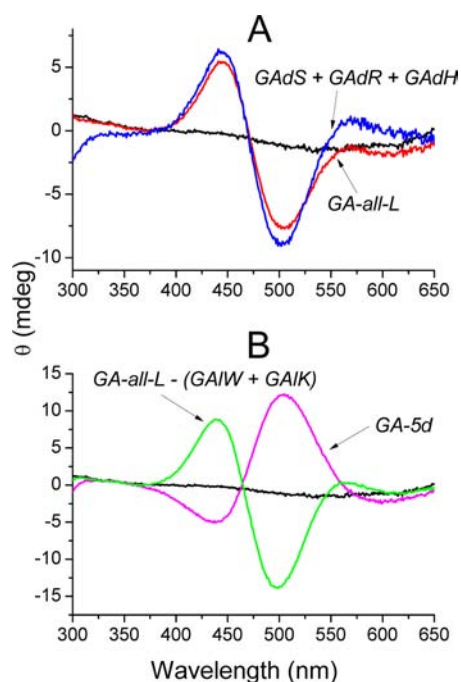 A
GAdS + GAdR + GAdH
GA-all-L
5
0
-5
-10
300 350 400 450 500 550 600 650
θ (mdeg)
B
GA-all-L - (GAlW + GAlK)
GA-5d
15
10
5
0
-5
-10
-15
300 350 400 450 500 550 600 650
Wavelength (nm)